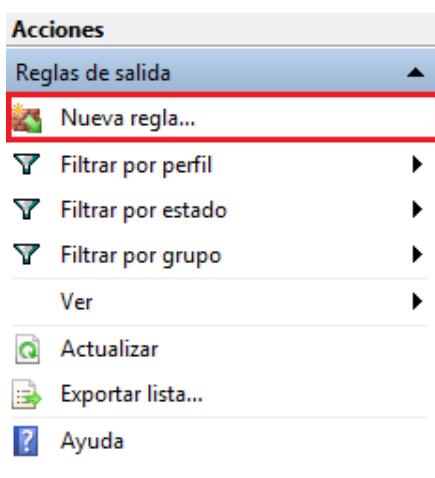 Acciones
Reglas de salida
Nueva regla...
Filtrar por perfil
Filtrar por estado
Filtrar por grupo
Ver
Actualizar
Exportar lista...
Ayuda